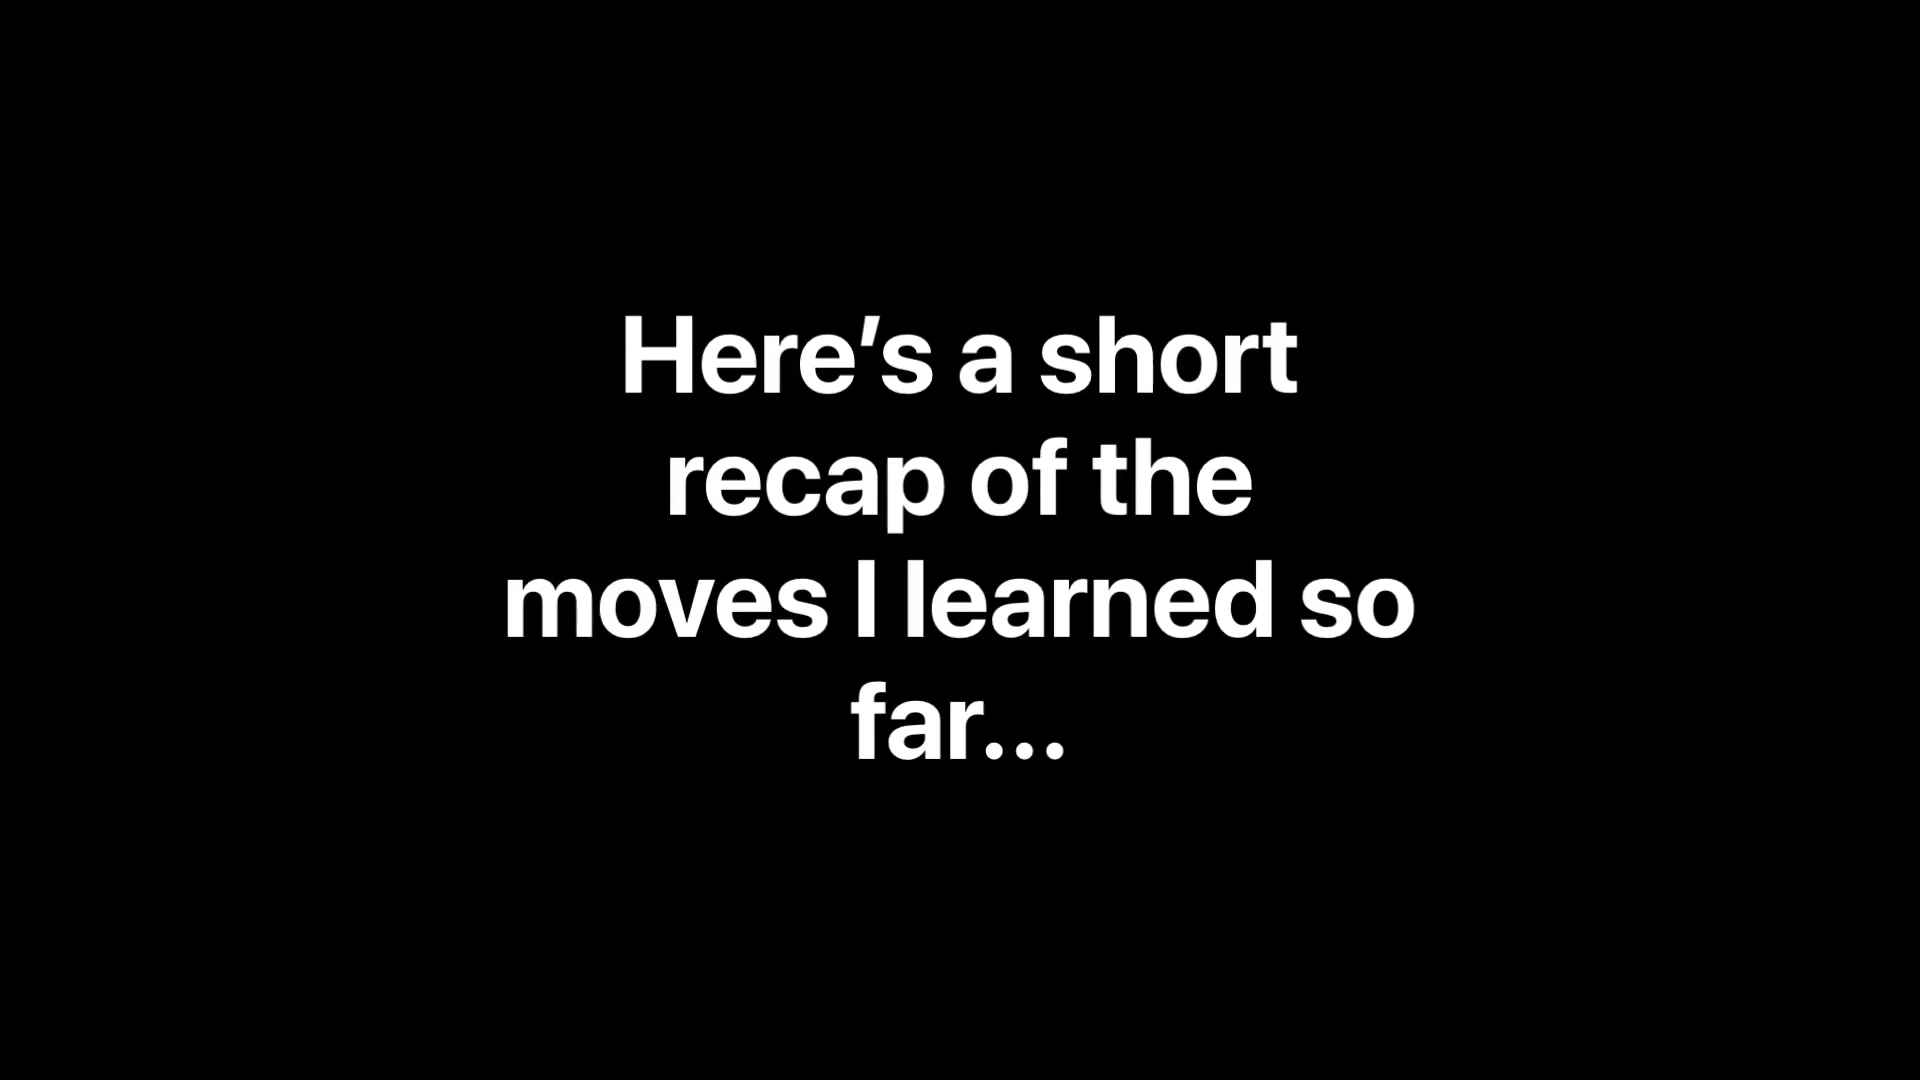 Here’s a short
recap of the
moves I learned so
far...